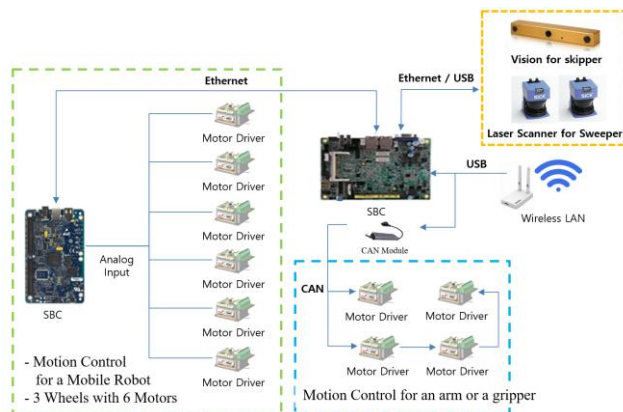 Ethernet
Motor Driver
Motor Driver
Motor Driver
Motor Driver
Motor Driver
Motor Driver
SBC
Analog
Input
- Motion Control
for a Mobile Robot
- 3 Wheels with 6 Motors
Ethernet / USB
Vision for skipper
SICK
SICK
Laser Scanner for Sweeper
USB
Wireless LAN
SBC
CAN Module
CAN
Motor Driver
Motor Driver
Motor Driver
Motor Driver
Motion Control for an arm or a gripper